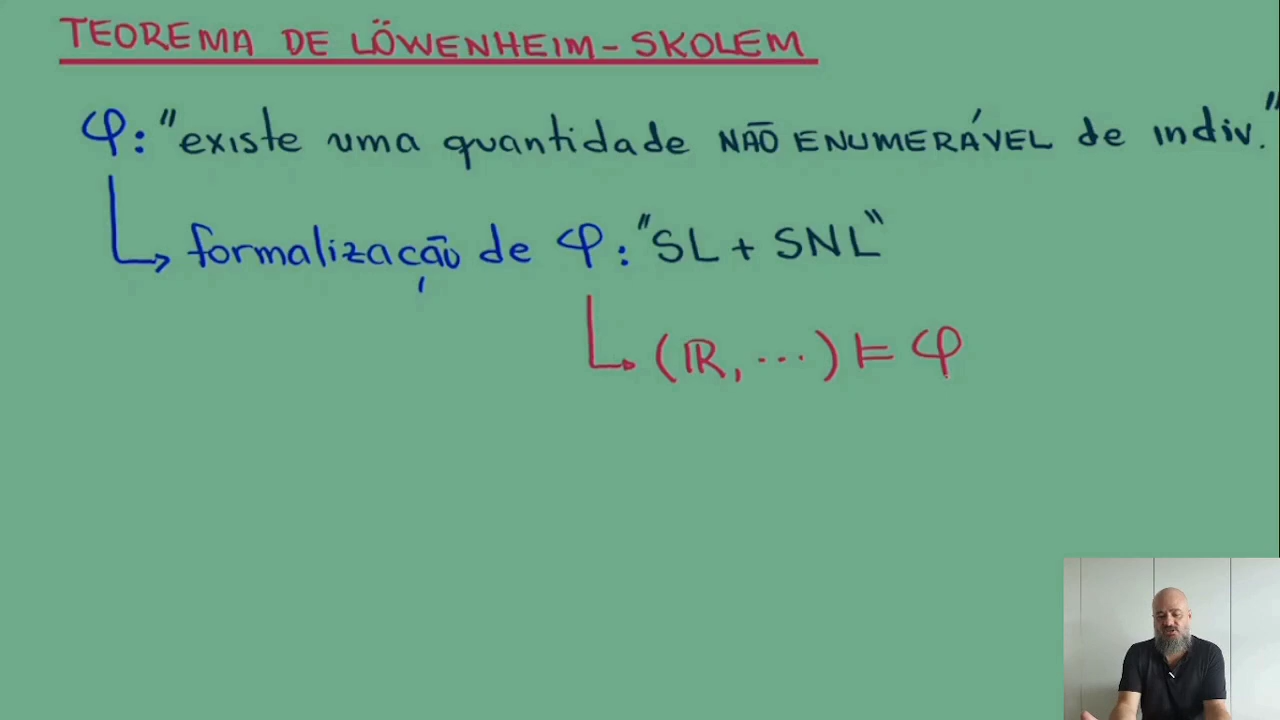 TEOREMA DE LÖWENHEIM-SKOLEM
φ: "existe uma quantidade NÃO ENUMERÁVEL de indiv."
formalização de φ: "SL + SNL"
(ℝ, ...) ⊨ φ